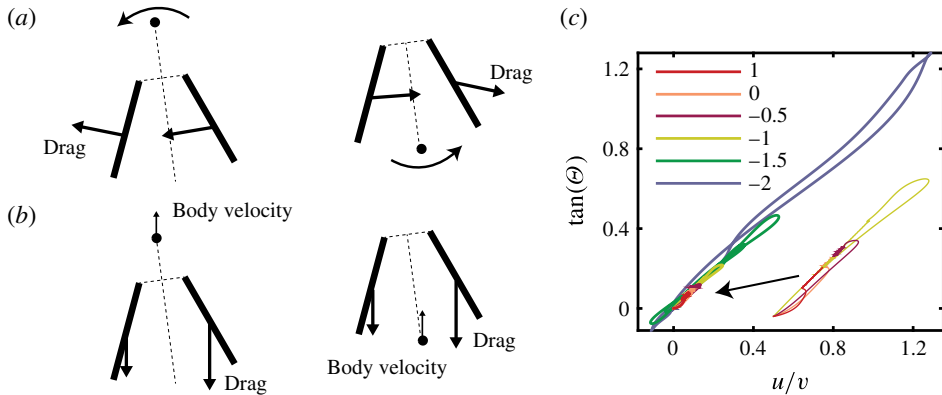 (a)
Drag
Drag
(b)
Body velocity
Drag
Body velocity
Drag
(c)
1
0
−0.5
−1
−1.5
−2
tan(Θ)
1.2
0.8
0.4
0
0 0.4 0.8 1.2
u/v